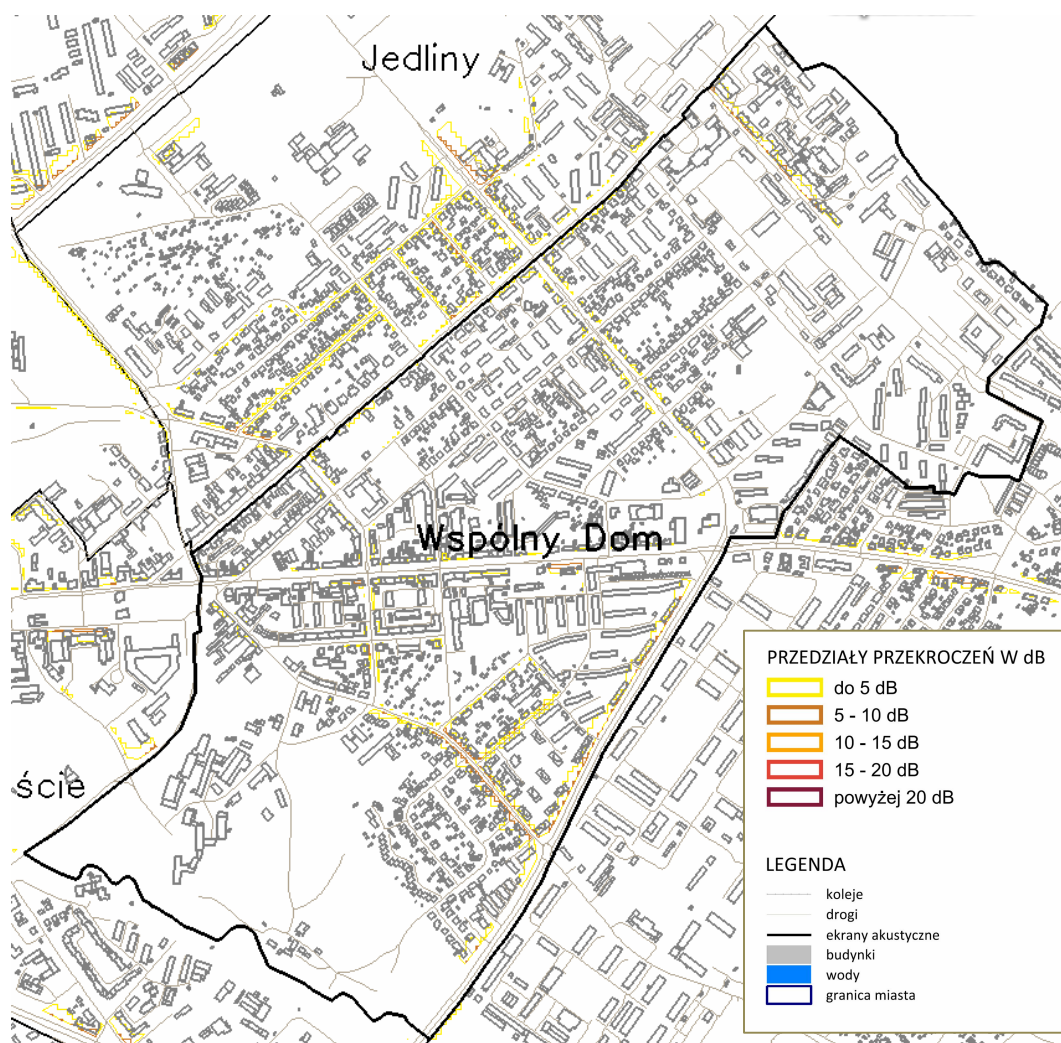 Jedliny
Wspólny Dom
ście
PRZEDZIAŁY PRZEKROCZEŃ W dB
do 5 dB
5 - 10 dB
10 - 15 dB
15 - 20 dB
powyżej 20 dB
LEGENDA
koleje
drogi
ekrany akustyczne
budynki
wody
granica miasta